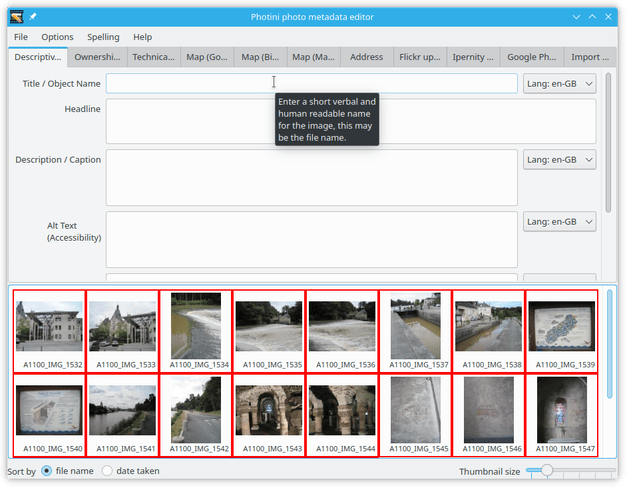 Photini photo metadata editor
File Options Spelling Help
Descriptiv... Ownershi... Technica... Map (Go... Map (Bi... Map (Ma... Address Flickr up... Ipernity ... Google Ph... Import ...
Title / Object Name Lang: en-GB
Enter a short verbal and
human readable name
for the image, this may
be the file name.
Headline
Description / Caption Lang: en-GB
Alt Text Lang: en-GB
(Accessibility)
A1100_IMG_1532 A1100_IMG_1533 A1100_IMG_1534 A1100_IMG_1535 A1100_IMG_1536 A1100_IMG_1537 A1100_IMG_1538 A1100_IMG_1539
A1100_IMG_1540 A1100_IMG_1541 A1100_IMG_1542 A1100_IMG_1543 A1100_IMG_1544 A1100_IMG_1545 A1100_IMG_1546 A1100_IMG_1547
Sort by file name date taken Thumbnail size